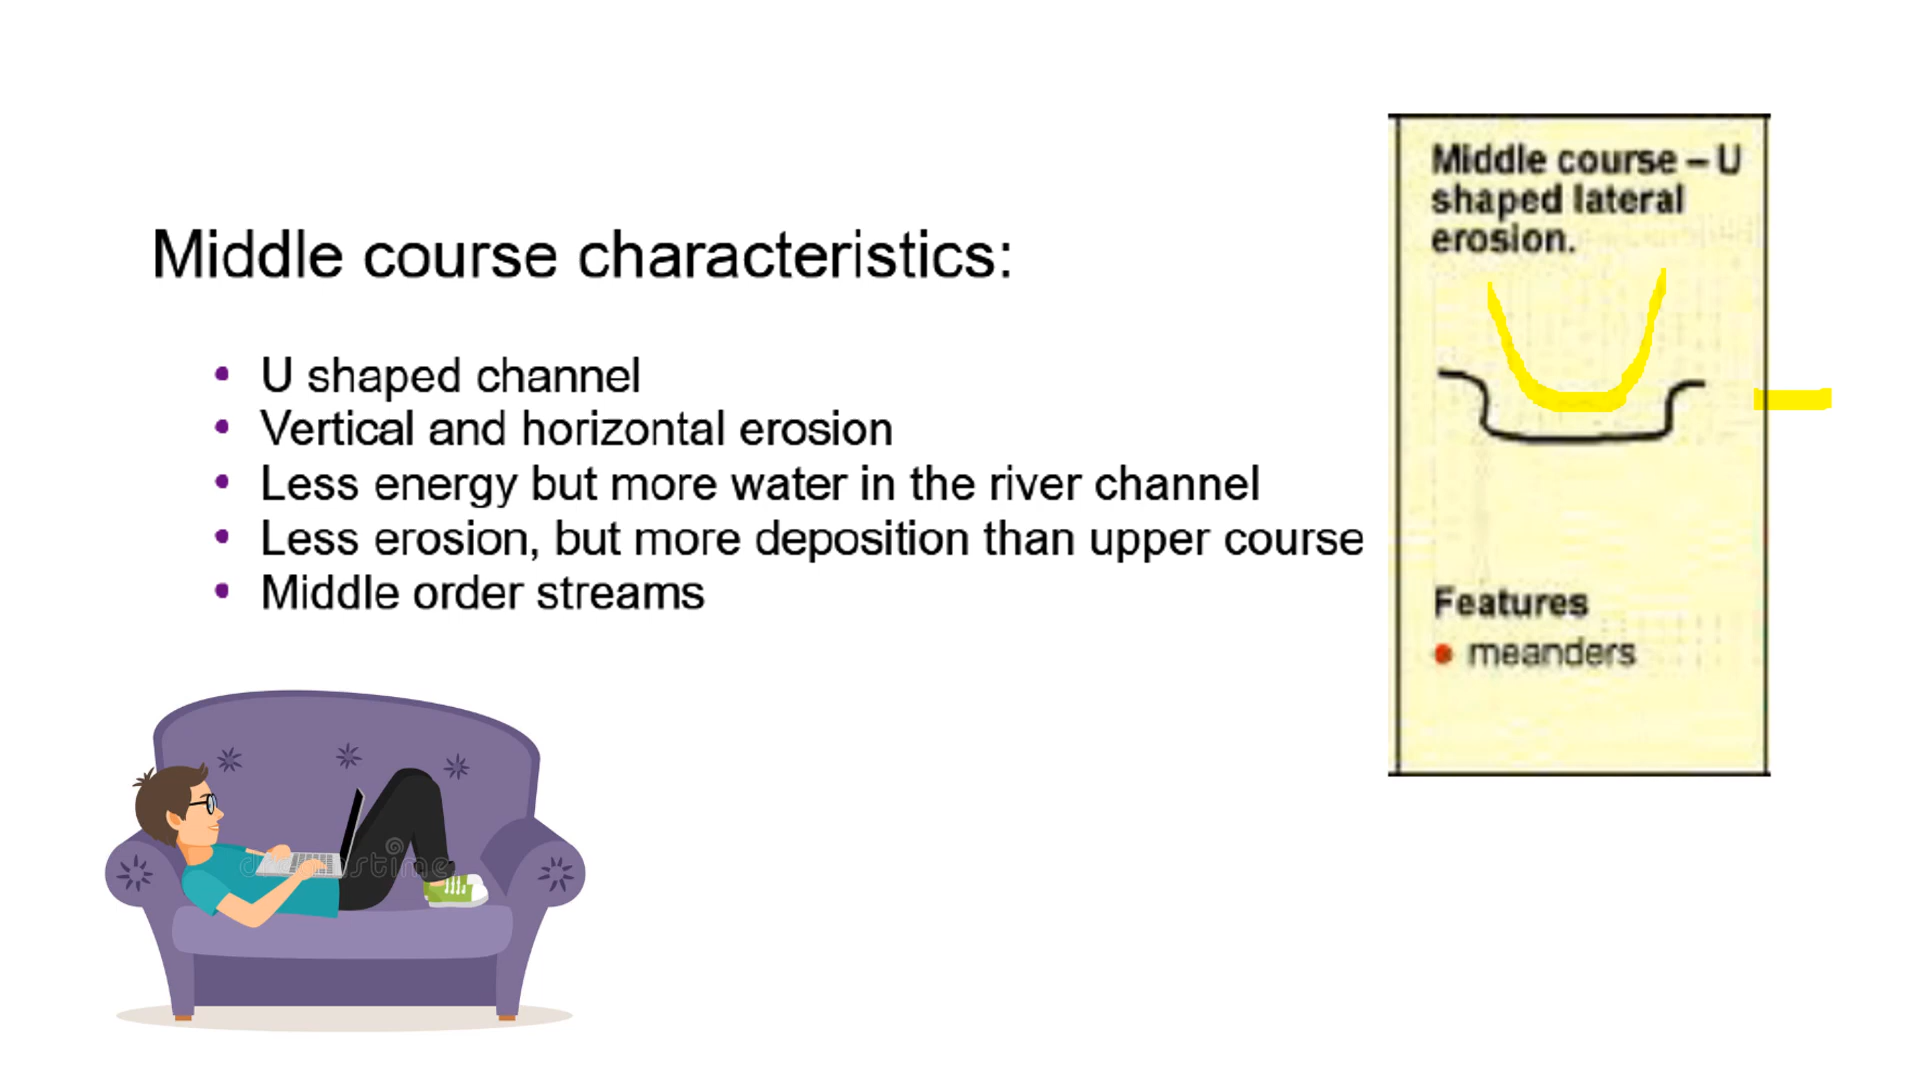 Middle course characteristics:
• U shaped channel
• Vertical and horizontal erosion
• Less energy but more water in the river channel
• Less erosion, but more deposition than upper course
• Middle order streams
Middle course – U
shaped lateral
erosion.
Features
• meanders